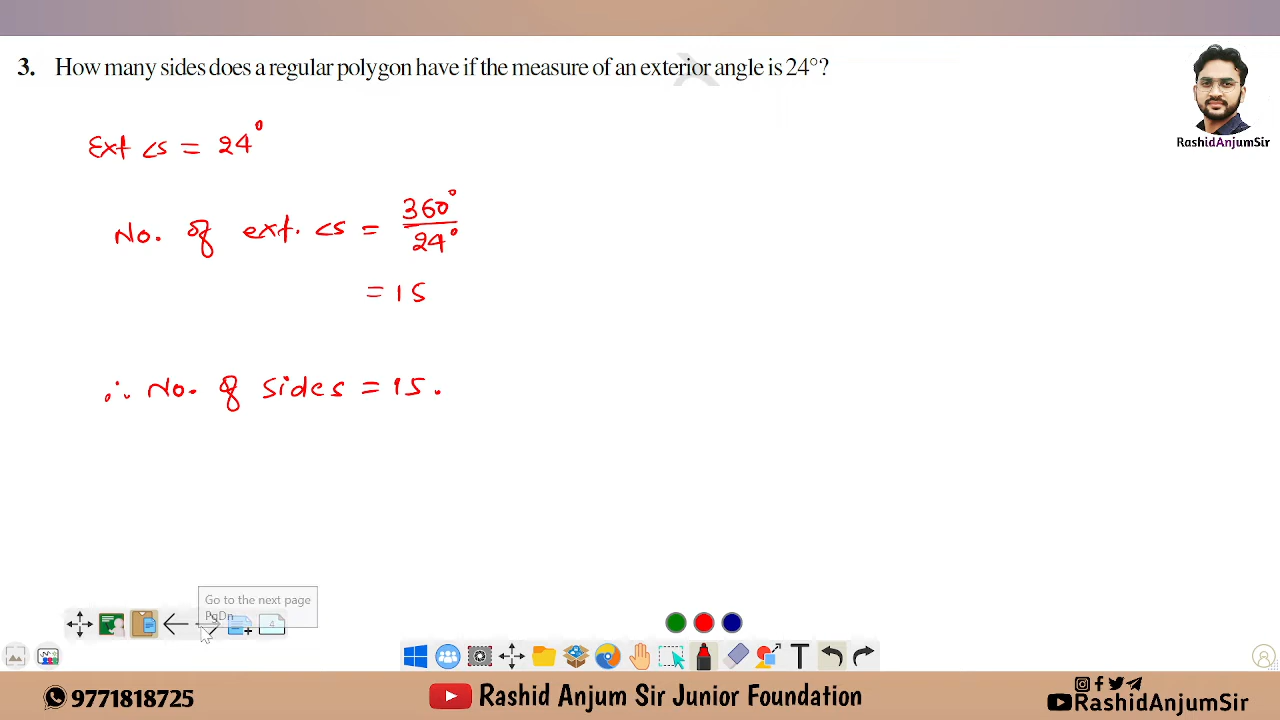 3. How many sides does a regular polygon have if the measure of an exterior angle is 24°?
RashidAnjumSir
Ext ∠s = 24°
No. of ext. ∠s = 360°/24°
= 15
∴ No. of sides = 15.
Go to the next page
PgDn
4
T
9771818725
Rashid Anjum Sir Junior Foundation
RashidAnjumSir